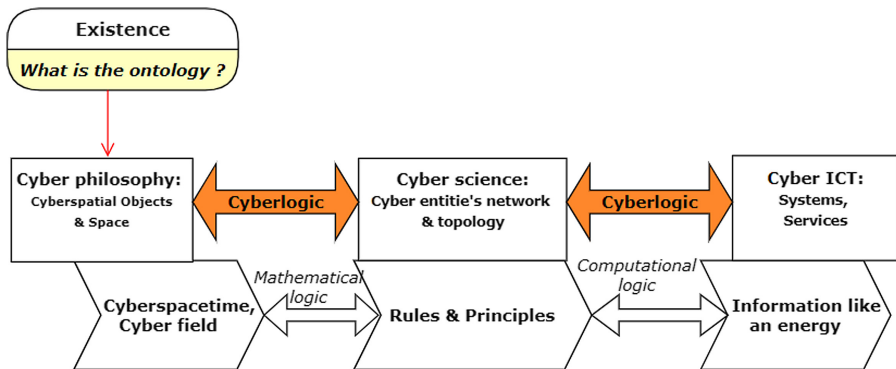 Existence
What is the ontology ?
Cyber philosophy:
Cyberspatial Objects
& Space
Cyberlogic
Cyber science:
Cyber entitie's network
& topology
Cyberlogic
Cyber ICT:
Systems,
Services
Cyberspacetime,
Cyber field
Mathematical
logic
Rules & Principles
Computational
logic
Information like
an energy